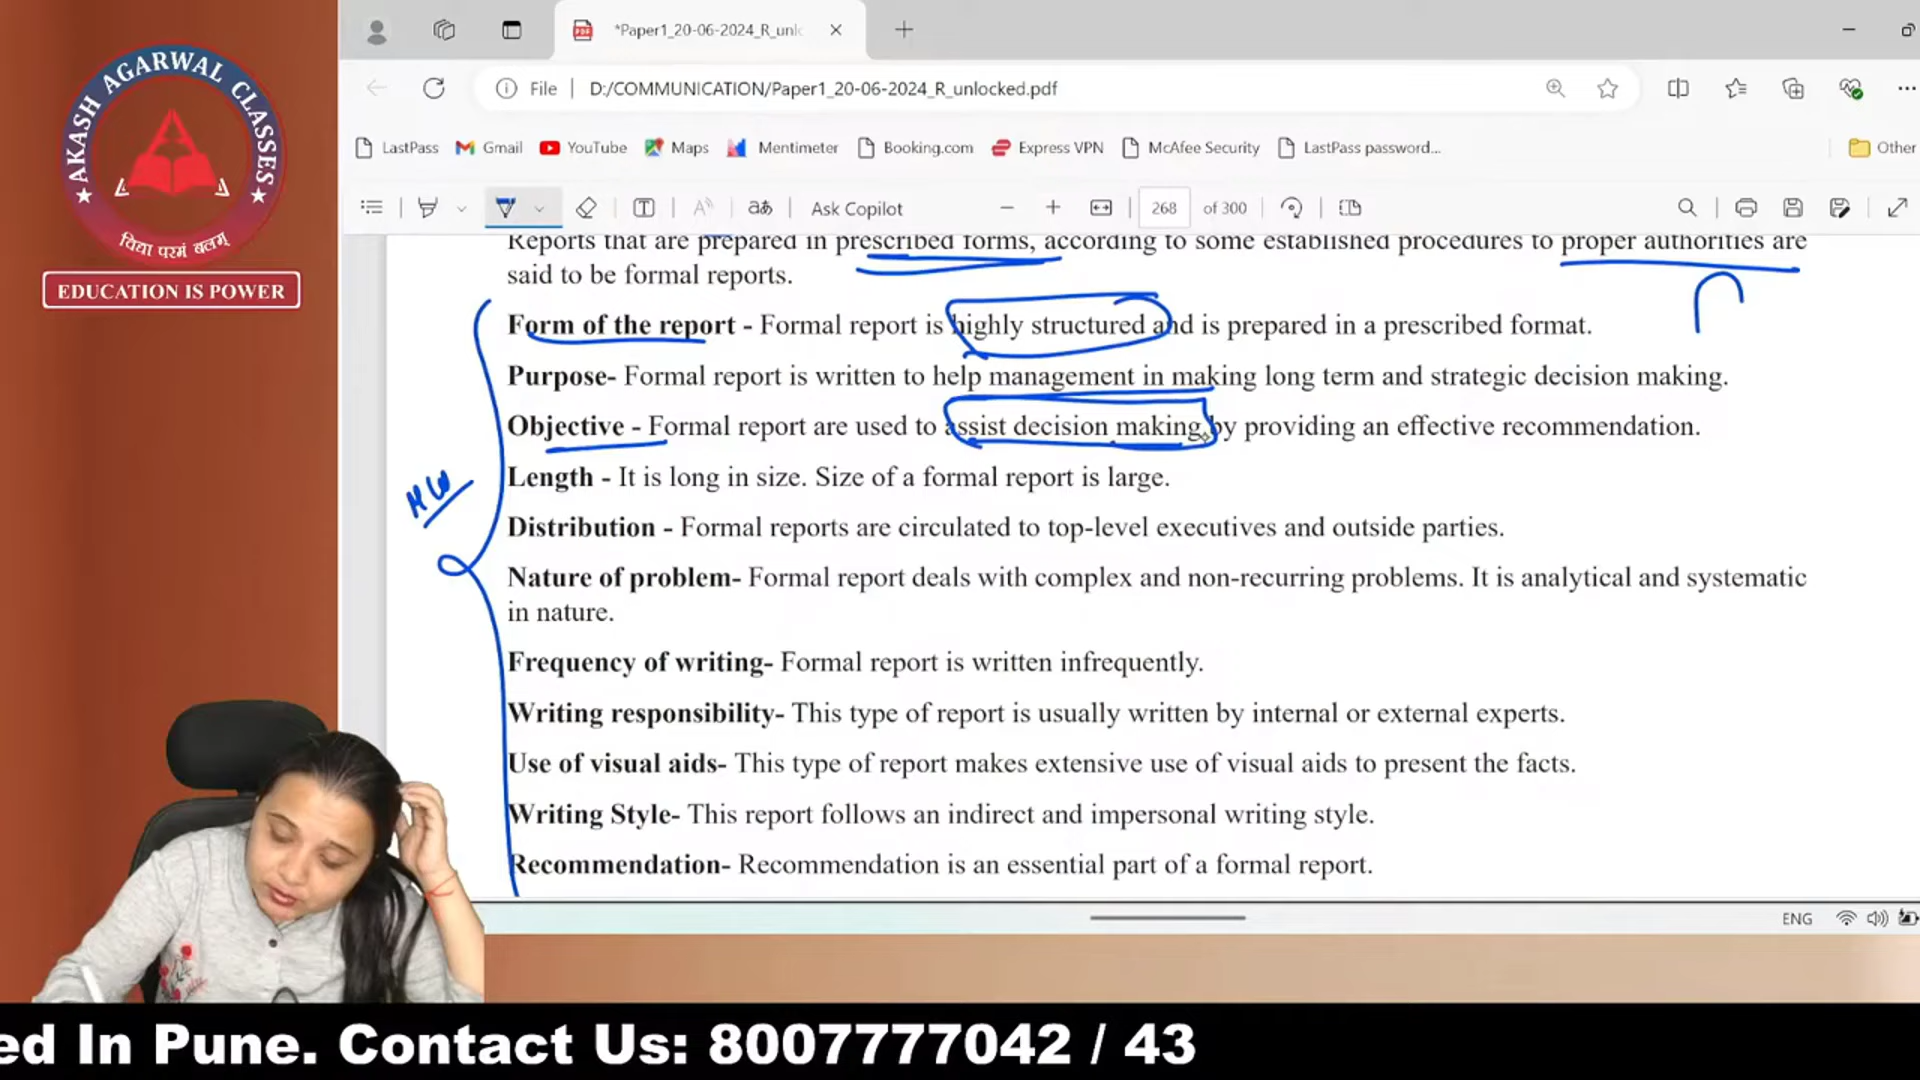 *Paper1_20-06-2024_R_unlo
AKASH AGARWAL CLASSES
विद्या परमं बलम्
EDUCATION IS POWER
File D:/COMMUNICATION/Paper1_20-06-2024_R_unlocked.pdf
LastPass Gmail YouTube Maps Mentimeter Booking.com Express VPN McAfee Security LastPass password... Other
Ask Copilot 268 of 300
Reports that are prepared in prescribed forms, according to some established procedures to proper authorities are
said to be formal reports.
Form of the report - Formal report is highly structured and is prepared in a prescribed format.
Purpose- Formal report is written to help management in making long term and strategic decision making.
Objective - Formal report are used to assist decision making by providing an effective recommendation.
Length - It is long in size. Size of a formal report is large.
HW
Distribution - Formal reports are circulated to top-level executives and outside parties.
Nature of problem- Formal report deals with complex and non-recurring problems. It is analytical and systematic
in nature.
Frequency of writing- Formal report is written infrequently.
Writing responsibility- This type of report is usually written by internal or external experts.
Use of visual aids- This type of report makes extensive use of visual aids to present the facts.
Writing Style- This report follows an indirect and impersonal writing style.
Recommendation- Recommendation is an essential part of a formal report.
ENG
ed In Pune. Contact Us: 8007777042 / 43